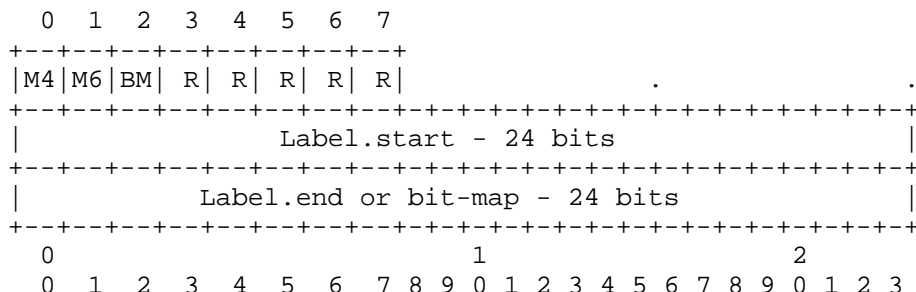 0 1 2 3 4 5 6 7
+--+--+--+--+--+--+--+--+
|M4|M6|BM| R| R| R| R| R| . .
+--+--+--+--+--+--+--+--+-+-+-+-+-+-+-+-+-+-+-+-+-+-+-+-+
| Label.start - 24 bits |
+--+--+--+--+--+--+--+--+-+-+-+-+-+-+-+-+-+-+-+-+-+-+-+-+
| Label.end or bit-map - 24 bits |
+--+--+--+--+--+--+--+--+-+-+-+-+-+-+-+-+-+-+-+-+-+-+-+-+
0 1 2
0 1 2 3 4 5 6 7 8 9 0 1 2 3 4 5 6 7 8 9 0 1 2 3